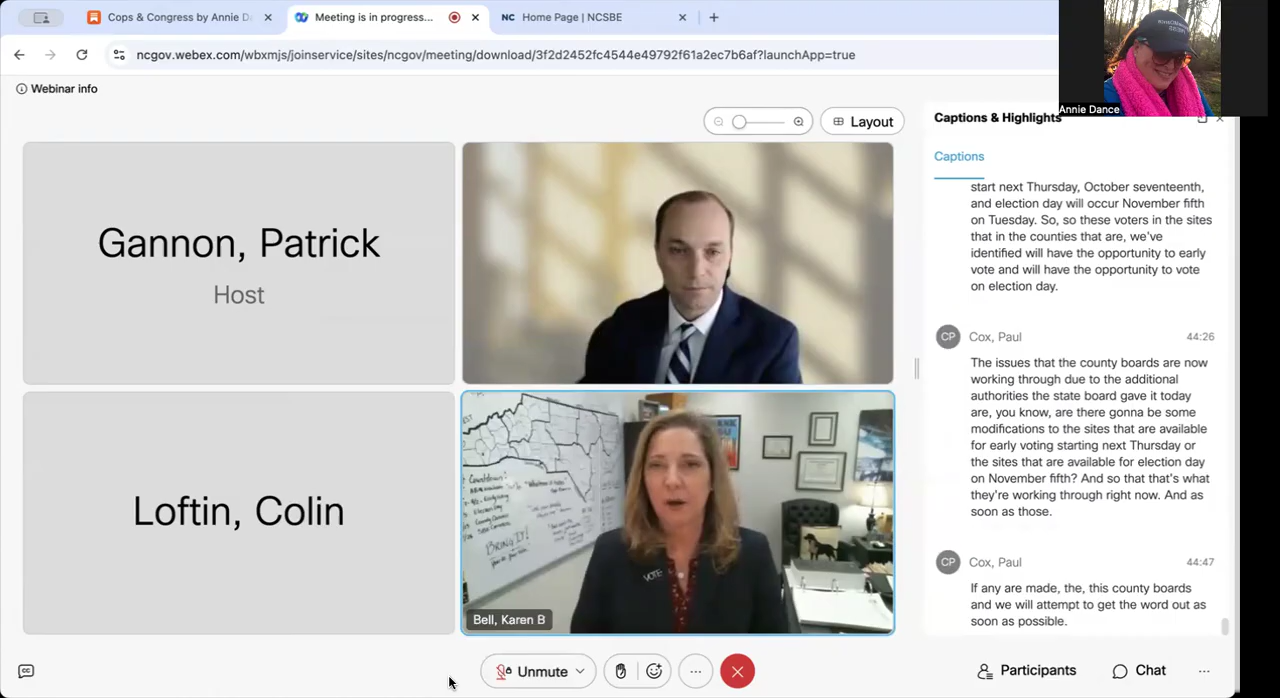 Cops & Congress by Annie D
Meeting is in progress...
NC Home Page | NCSBE
ncgov.webex.com/wbxmjs/joinservice/sites/ncgov/meeting/download/3f2d2452fc4544e49792f61a2ec7b6af?launchApp=true
Annie Dance
Webinar info
Layout
Captions & Highlights
Captions
Gannon, Patrick
Host
Loftin, Colin
BRING IT!
VOTE
Bell, Karen B
start next Thursday, October seventeenth,
and election day will occur November fifth
on Tuesday. So, so these voters in the sites
that in the counties that are, we've
identified will have the opportunity to early
vote and will have the opportunity to vote
on election day.
CP Cox, Paul 44:26
The issues that the county boards are now
working through due to the additional
authorities the state board gave it today
are, you know, are there gonna be some
modifications to the sites that are available
for early voting starting next Thursday or
the sites that are available for election day
on November fifth? And so that that's what
they're working through right now. And as
soon as those.
CP Cox, Paul 44:47
If any are made, the, this county boards
and we will attempt to get the word out as
soon as possible.
Unmute
Participants
Chat